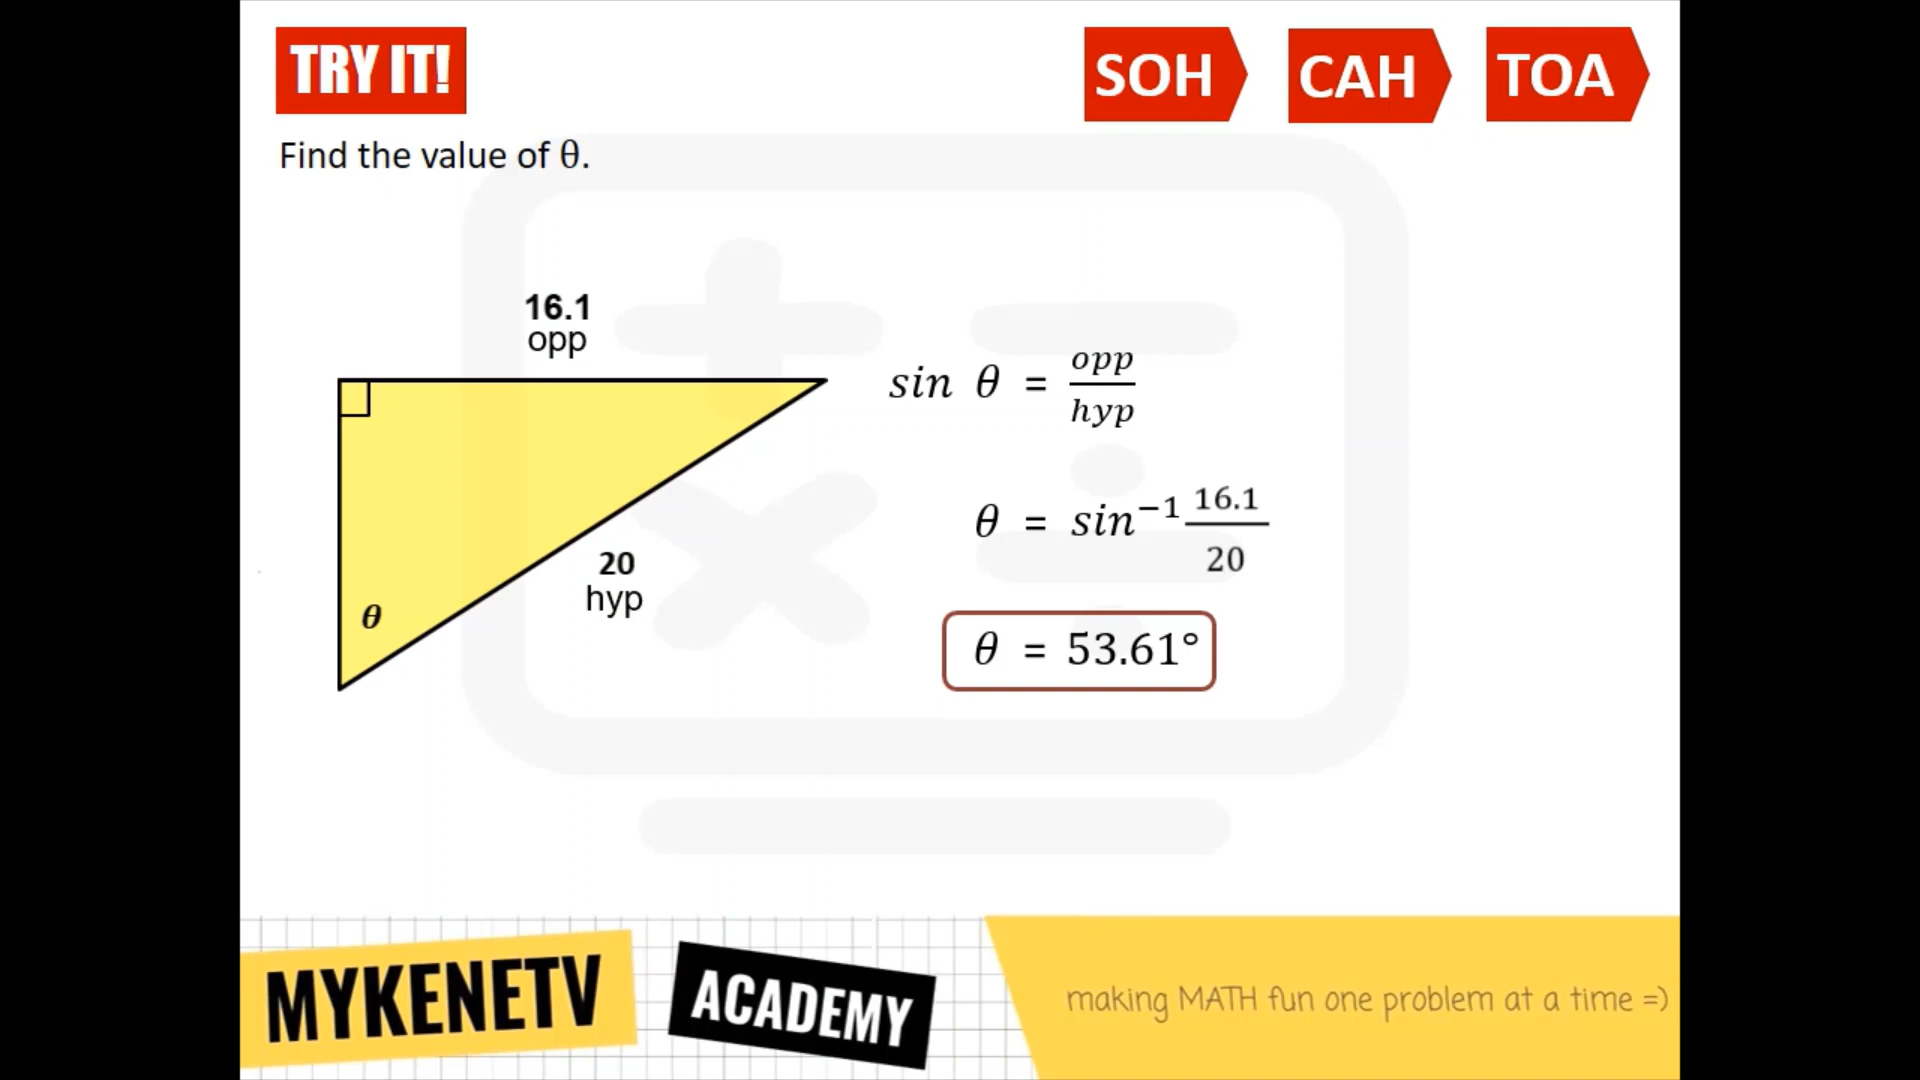 TRY IT!
SOH
CAH
TOA
Find the value of θ.
16.1
opp
20
hyp
θ
sin θ = opp/hyp
θ = sin⁻¹ 16.1/20
θ = 53.61°
MYKENETV
ACADEMY
making MATH fun one problem at a time =)